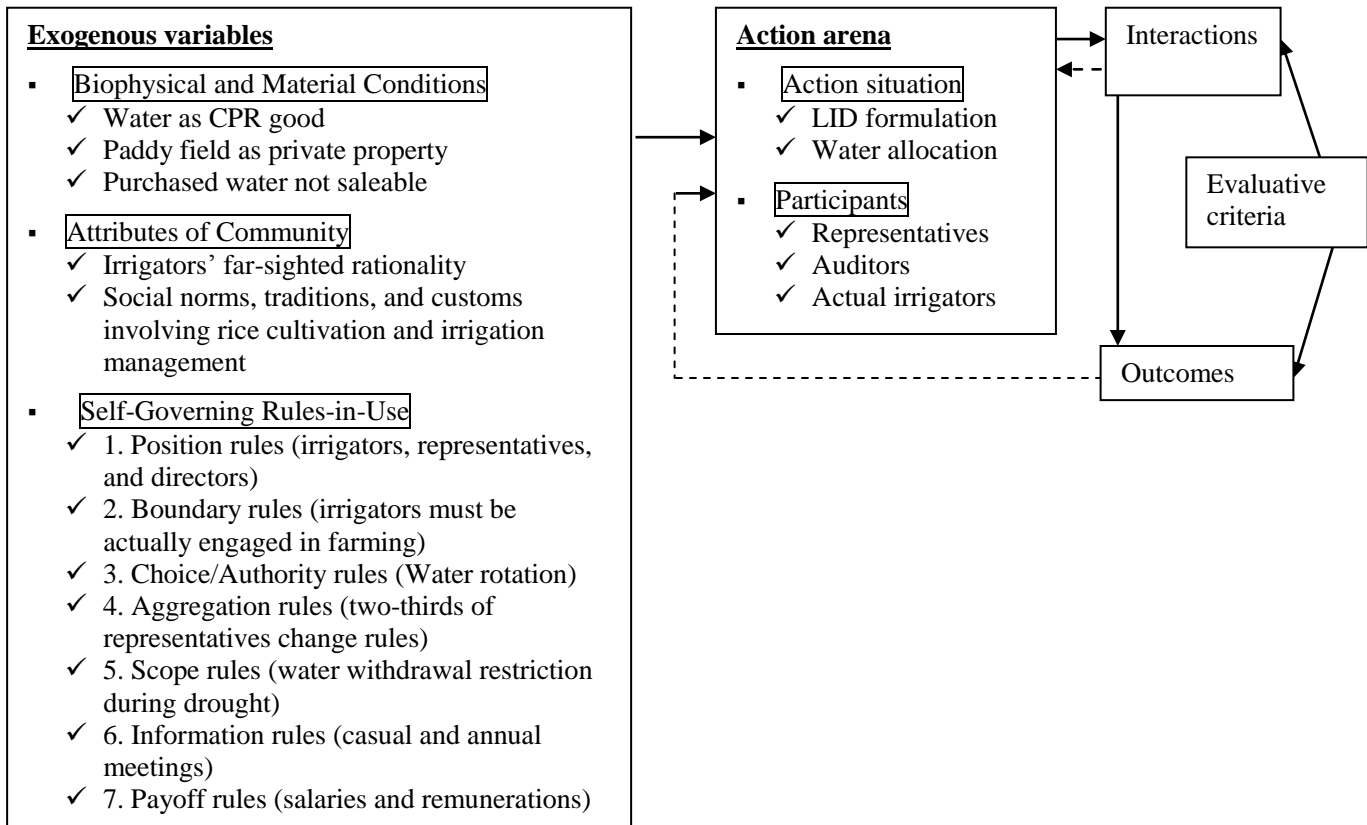 Exogenous variables
▪ Biophysical and Material Conditions
✓ Water as CPR good
✓ Paddy field as private property
✓ Purchased water not saleable
▪ Attributes of Community
✓ Irrigators’ far-sighted rationality
✓ Social norms, traditions, and customs
involving rice cultivation and irrigation
management
▪ Self-Governing Rules-in-Use
✓ 1. Position rules (irrigators, representatives,
and directors)
✓ 2. Boundary rules (irrigators must be
actually engaged in farming)
✓ 3. Choice/Authority rules (Water rotation)
✓ 4. Aggregation rules (two-thirds of
representatives change rules)
✓ 5. Scope rules (water withdrawal restriction
during drought)
✓ 6. Information rules (casual and annual
meetings)
✓ 7. Payoff rules (salaries and remunerations)
Action arena
▪ Action situation
✓ LID formulation
✓ Water allocation
▪ Participants
✓ Representatives
✓ Auditors
✓ Actual irrigators
Interactions
Evaluative
criteria
Outcomes